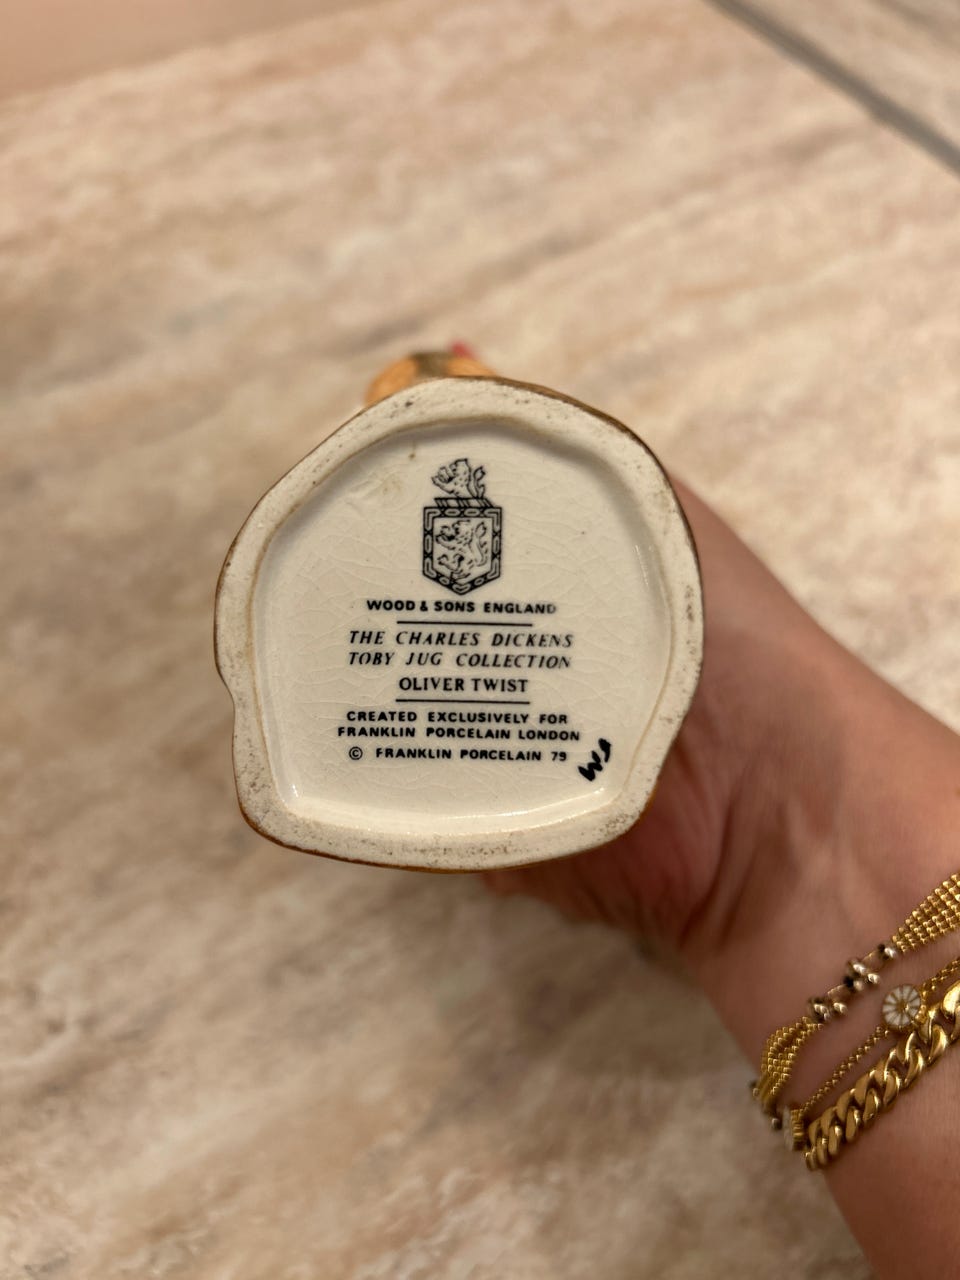 WOOD & SONS ENGLAND
THE CHARLES DICKENS
TOBY JUG COLLECTION
OLIVER TWIST
CREATED EXCLUSIVELY FOR
FRANKLIN PORCELAIN LONDON
© FRANKLIN PORCELAIN 79